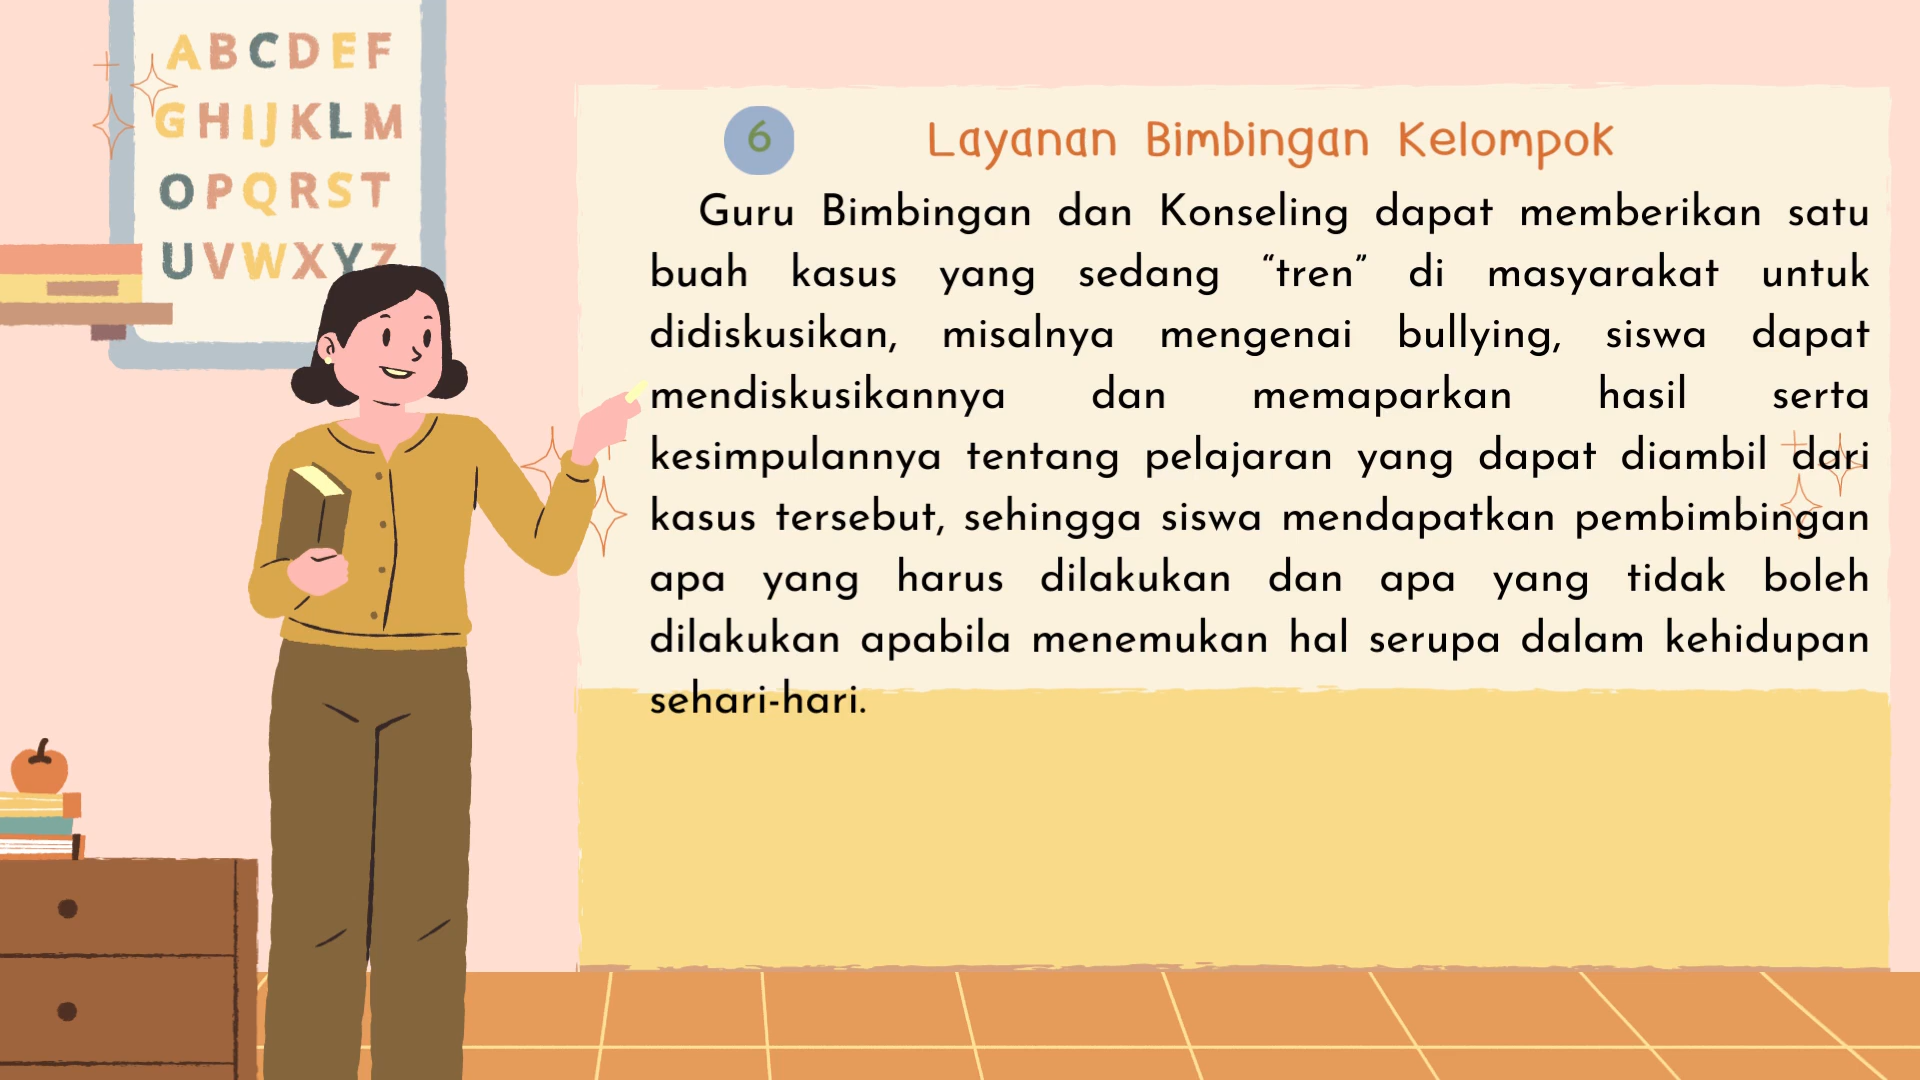 ABCDEF
GHIJKLM
OPQRST
UVWXYZ
6 Layanan Bimbingan Kelompok
Guru Bimbingan dan Konseling dapat memberikan satu
buah kasus yang sedang “tren” di masyarakat untuk
didiskusikan, misalnya mengenai bullying, siswa dapat
mendiskusikannya dan memaparkan hasil serta
kesimpulannya tentang pelajaran yang dapat diambil dari
kasus tersebut, sehingga siswa mendapatkan pembimbingan
apa yang harus dilakukan dan apa yang tidak boleh
dilakukan apabila menemukan hal serupa dalam kehidupan
sehari-hari.